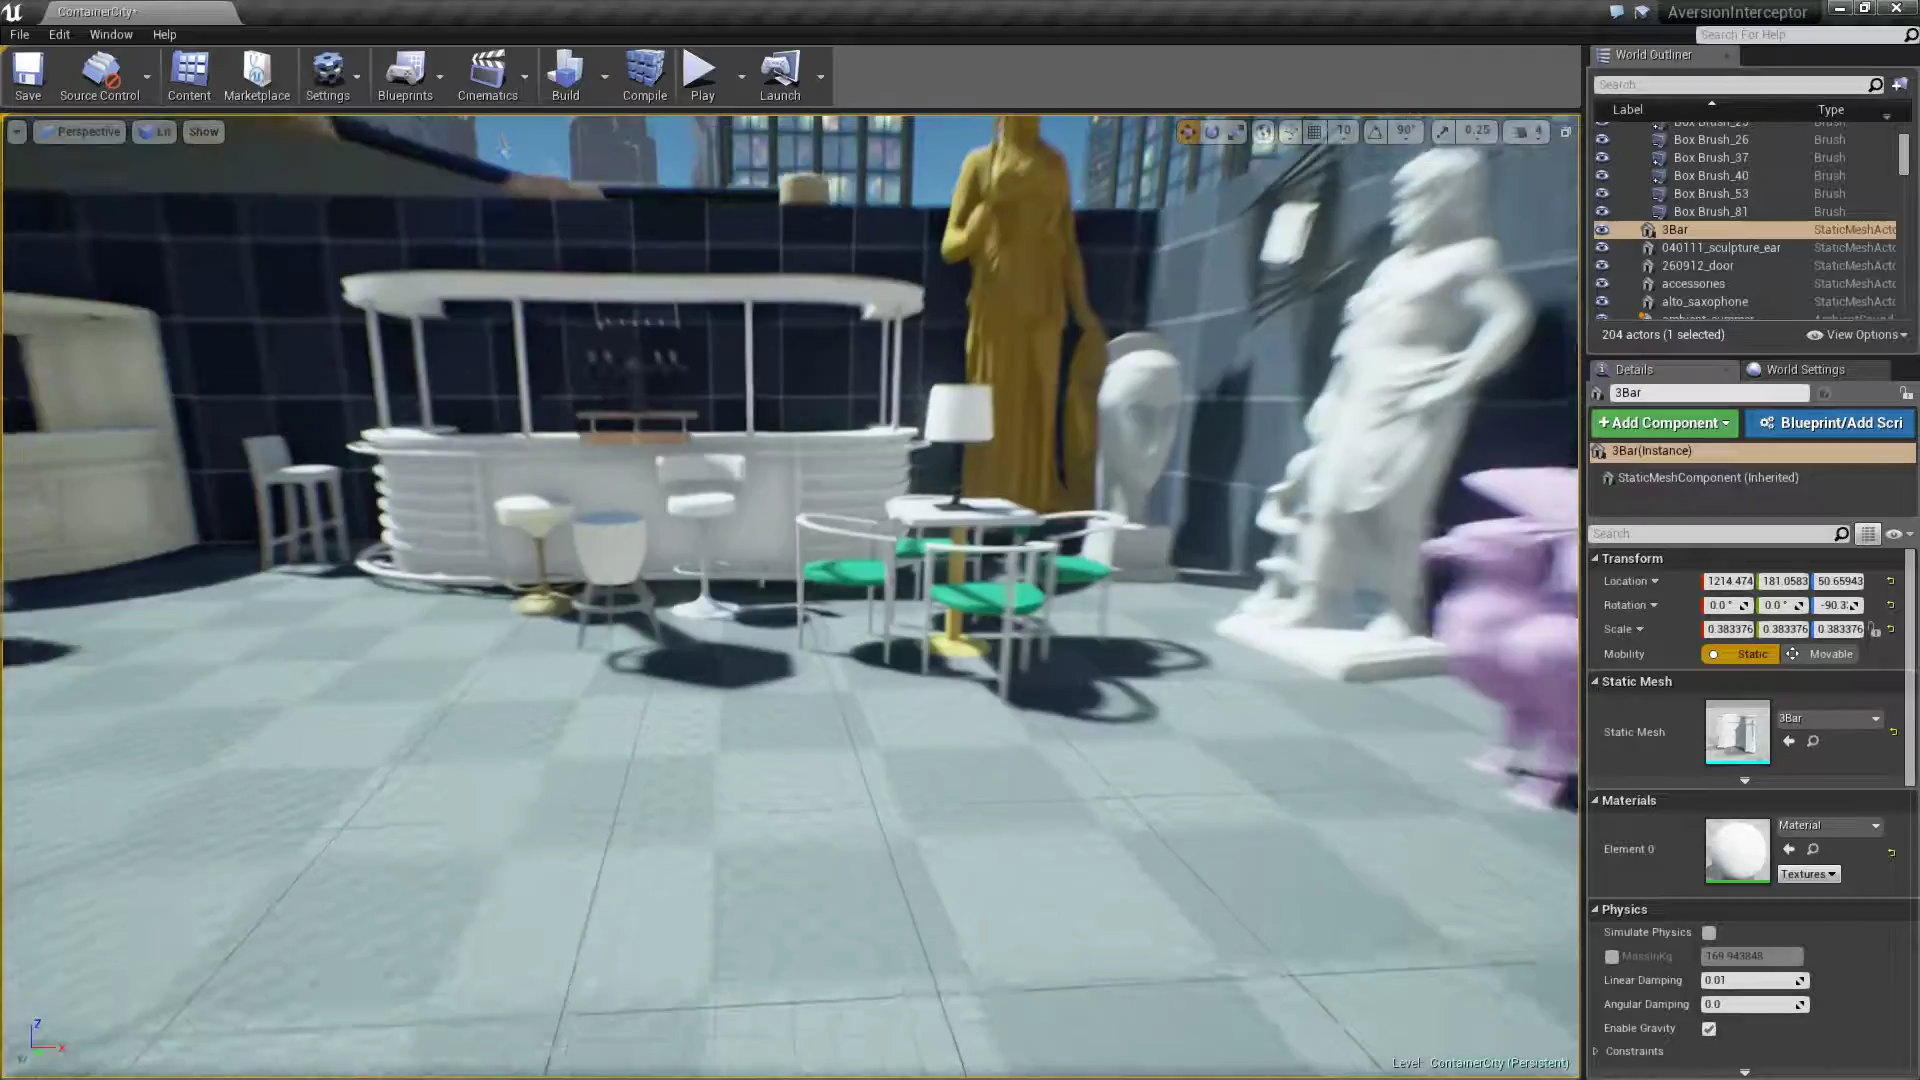 ContainerCity*
AversionInterceptor
File Edit Window Help
Search For Help
Save Source Control Content Marketplace Settings Blueprints Cinematics Build Compile Play Launch
World Outliner
Search
Label Type
Box Brush_26 Brush
Box Brush_37 Brush
Box Brush_40 Brush
Box Brush_53 Brush
Box Brush_81 Brush
3Bar StaticMeshActo
040111_sculpture_ear StaticMeshActo
260912_door StaticMeshActo
accessories StaticMeshActo
alto_saxophone StaticMeshActo
204 actors (1 selected) View Options
Perspective Lit Show
10 90° 0.25 4
Details World Settings
3Bar
+Add Component Blueprint/Add Scri
3Bar(Instance)
StaticMeshComponent (Inherited)
Search
Transform
Location 1214.474 181.0583 50.65943
Rotation 0.0° 0.0° -90.3
Scale 0.383376 0.383376 0.383376
Mobility Static Movable
Static Mesh
Static Mesh 3Bar
Materials
Element 0 Material
Textures
Physics
Simulate Physics
MassInKg 169.943848
Linear Damping 0.01
Angular Damping 0.0
Enable Gravity
Constraints
Z
X
Level: ContainerCity (Persistent)